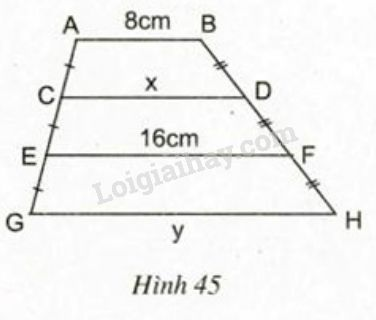 A 8cm B
C x D
E 16cm F
Loigiaihay.com
G y H
Hình 45